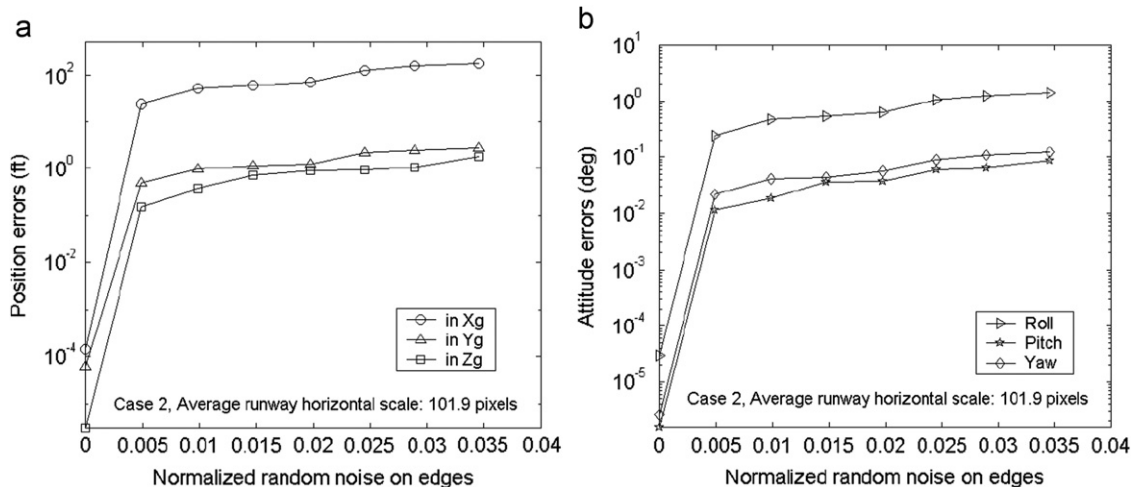 a
Position errors (ft)
10^2
10^0
10^-2
10^-4
in Xg
in Yg
in Zg
Case 2, Average runway horizontal scale: 101.9 pixels
0 0.005 0.01 0.015 0.02 0.025 0.03 0.035 0.04
Normalized random noise on edges
b
Attitude errors (deg)
10^1
10^0
10^-1
10^-2
10^-3
10^-4
10^-5
Roll
Pitch
Yaw
Case 2, Average runway horizontal scale: 101.9 pixels
0 0.005 0.01 0.015 0.02 0.025 0.03 0.035 0.04
Normalized random noise on edges